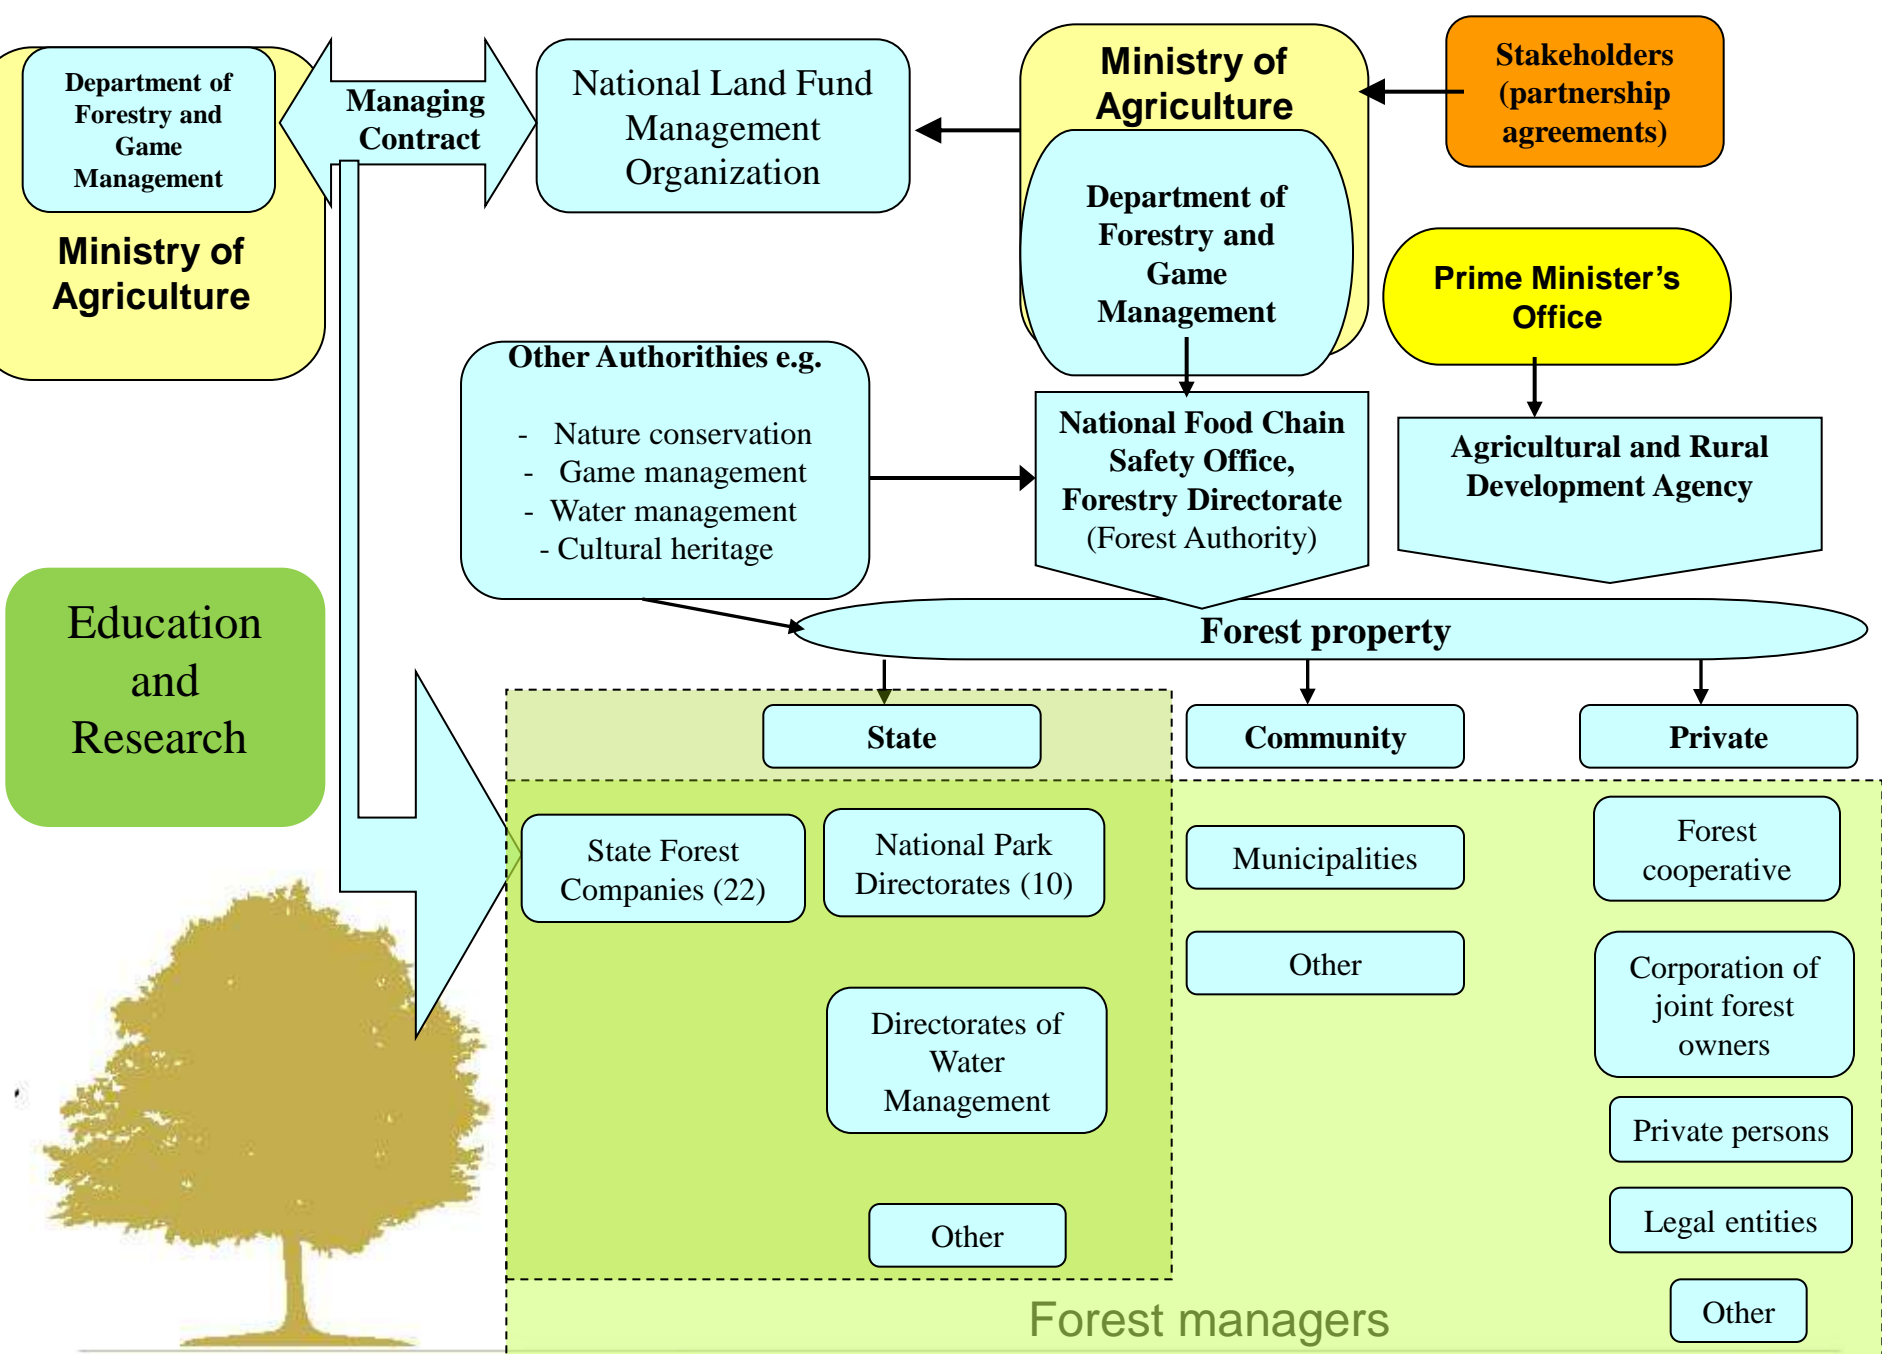 Department of
Forestry and
Game
Management
Ministry of
Agriculture
Managing
Contract
National Land Fund
Management
Organization
Ministry of
Agriculture
Department of
Forestry and
Game
Management
Stakeholders
(partnership
agreements)
Prime Minister’s
Office
Other Authorithies e.g.
- Nature conservation
- Game management
- Water management
- Cultural heritage
National Food Chain
Safety Office,
Forestry Directorate
(Forest Authority)
Agricultural and Rural
Development Agency
Education
and
Research
Forest property
State
Community
Private
State Forest
Companies (22)
National Park
Directorates (10)
Directorates of
Water
Management
Other
Municipalities
Other
Forest
cooperative
Corporation of
joint forest
owners
Private persons
Legal entities
Other
Forest managers